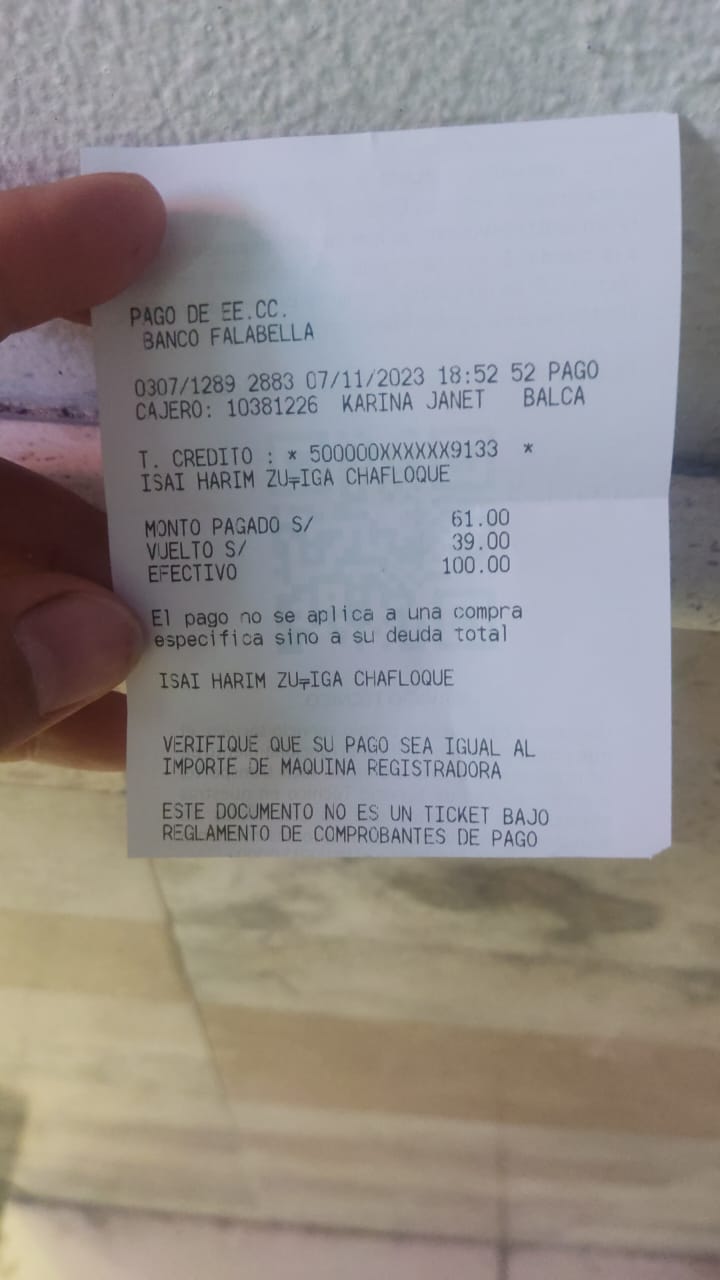 PAGO DE EE.CC.
BANCO FALABELLA
0307/1289 2883 07/11/2023 18:52 52 PAGO
CAJERO: 10381226 KARINA JANET BALCA
T. CREDITO : * 500000XXXXXX9133 *
ISAI HARIM ZU╤IGA CHAFLOQUE
MONTO PAGADO S/ 61.00
VUELTO S/ 39.00
EFECTIVO 100.00
El pago no se aplica a una compra
especifica sino a su deuda total
ISAI HARIM ZU╤IGA CHAFLOQUE
VERIFIQUE QUE SU PAGO SEA IGUAL AL
IMPORTE DE MAQUINA REGISTRADORA
ESTE DOCUMENTO NO ES UN TICKET BAJO
REGLAMENTO DE COMPROBANTES DE PAGO